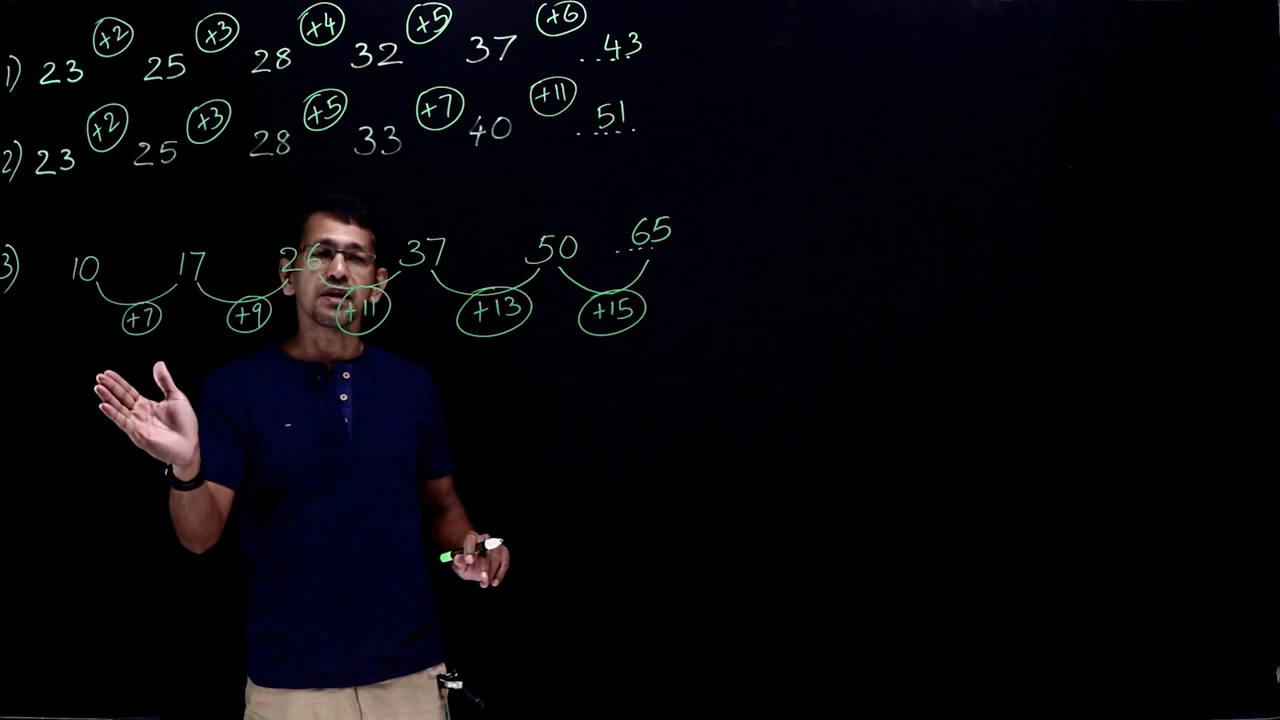 1) 23 +2 25 +3 28 +4 32 +5 37 +6 ....43
2) 23 +2 25 +3 28 +5 33 +7 40 +11 ....51
3) 10 17 26 37 50 ....65
+7 +9 +11 +13 +15